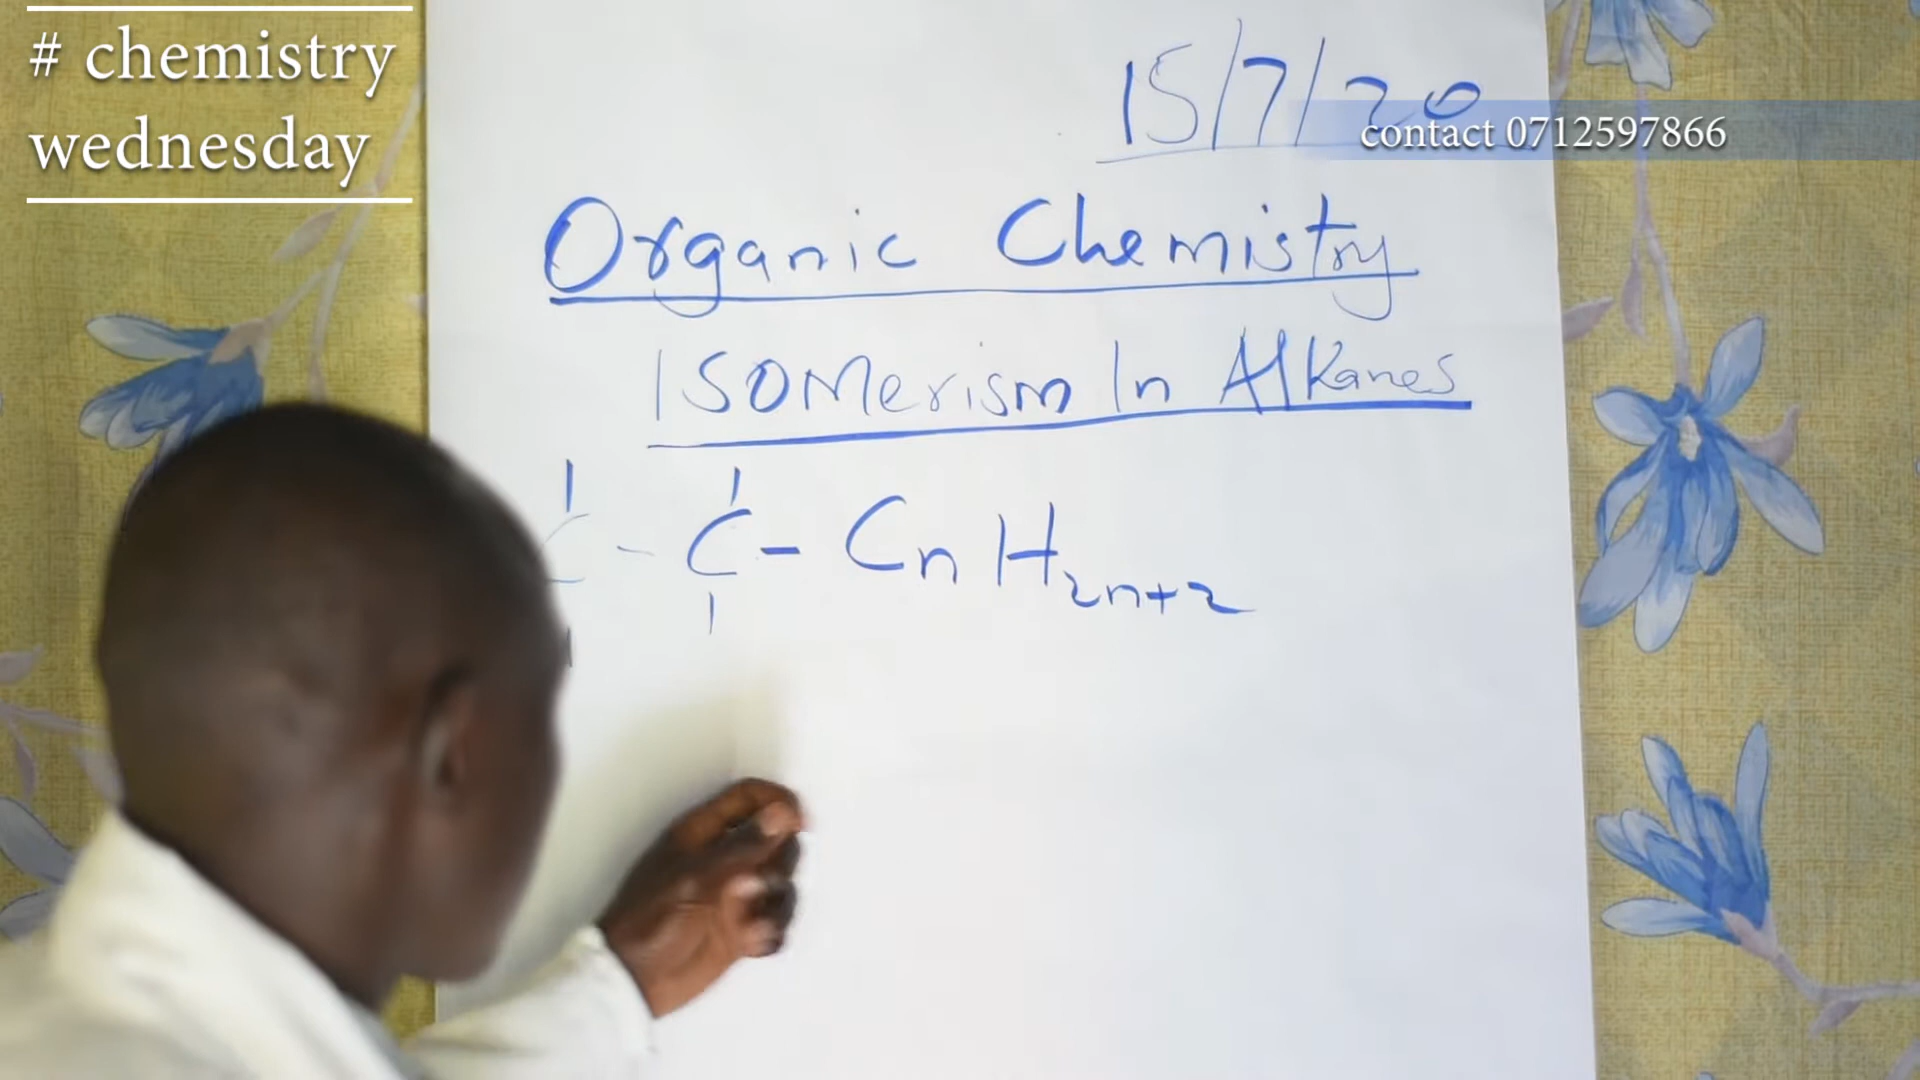 # chemistry
wednesday
15/7/20
contact 0712597866
Organic Chemistry
ISOMerism In Alkanes
C - C - CnH2n+2